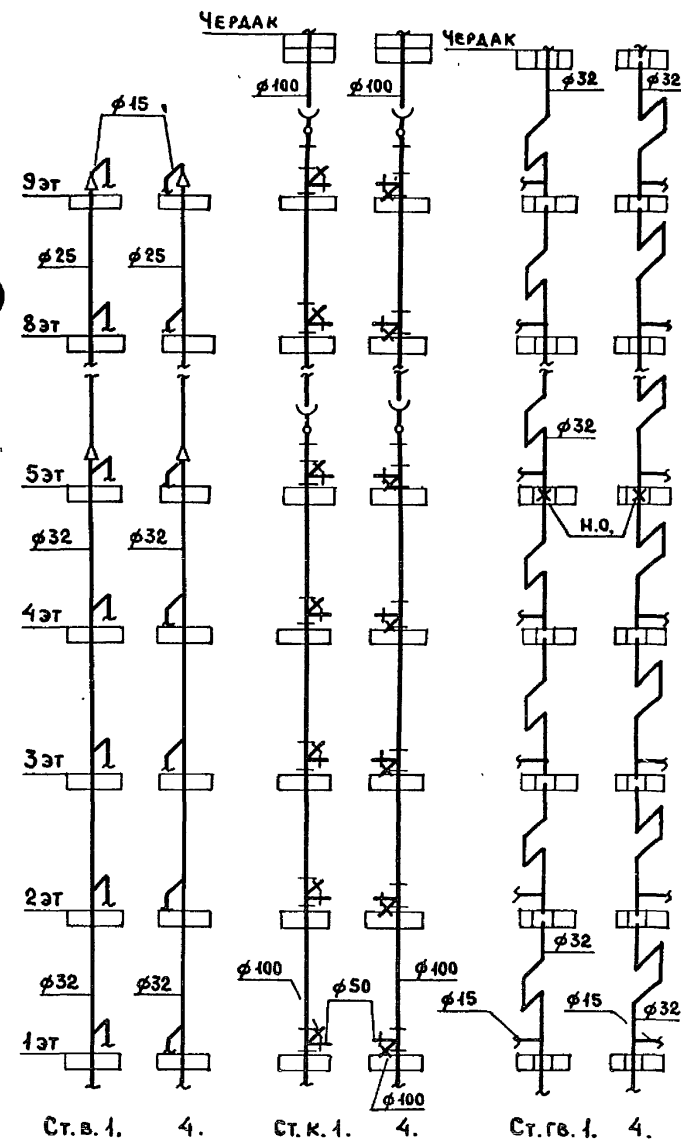 ЧЕРДАК
ЧЕРДАК
ϕ15 ϕ100 ϕ100 ϕ32 ϕ32
9эт
ϕ25 ϕ25
8эт
ϕ32
5эт
Н.О.
ϕ32 ϕ32
4эт
3эт
2эт
ϕ32
ϕ32 ϕ32 ϕ100 ϕ50 ϕ100
ϕ15 ϕ15 ϕ32
1эт
ϕ100
Ст.в.1. 4. Ст.к.1. 4. Ст.гв.1. 4.